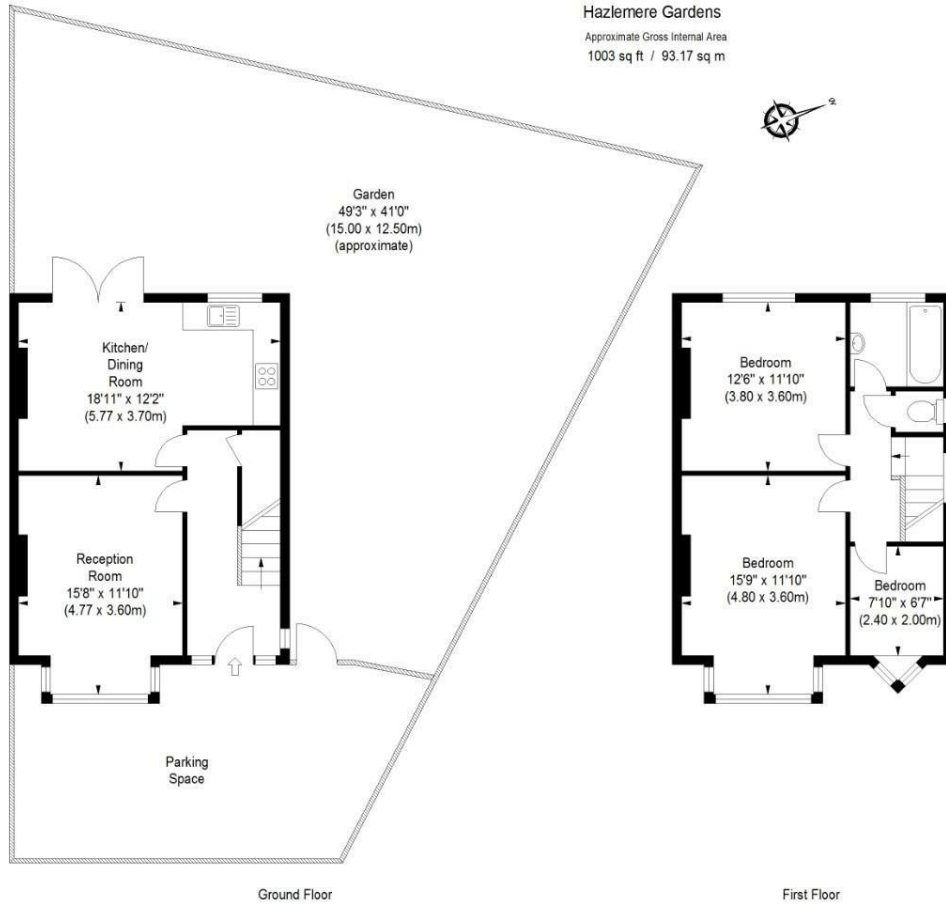 Hazlemere Gardens
Approximate Gross Internal Area
1003 sq ft / 93.17 sq m
Garden
49'3" x 41'0"
(15.00 x 12.50m)
(approximate)
Kitchen/
Dining
Room
18'11" x 12'2"
(5.77 x 3.70m)
Reception
Room
15'8" x 11'10"
(4.77 x 3.60m)
Parking
Space
Ground Floor
Bedroom
12'6" x 11'10"
(3.80 x 3.60m)
Bedroom
15'9" x 11'10"
(4.80 x 3.60m)
Bedroom
7'10" x 6'7"
(2.40 x 2.00m)
First Floor